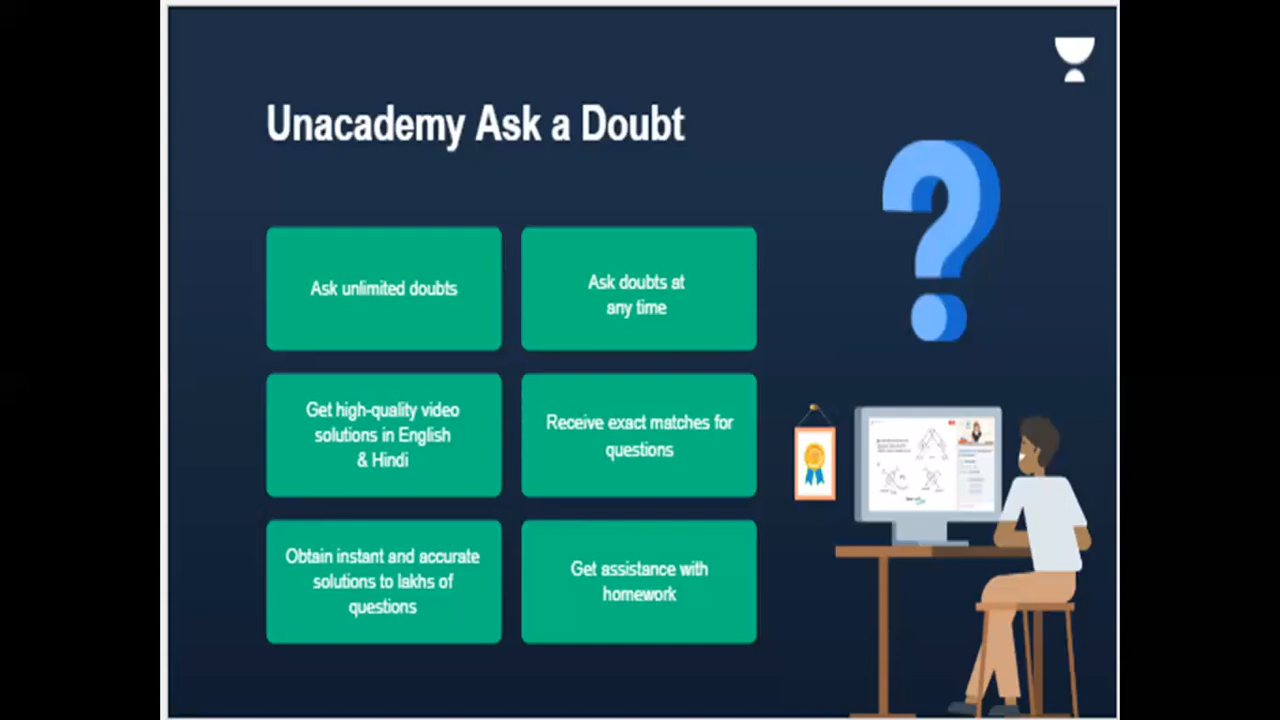 Unacademy Ask a Doubt
Ask unlimited doubts
Ask doubts at
any time
Get high-quality video
solutions in English
& Hindi
Receive exact matches for
questions
Obtain instant and accurate
solutions to lakhs of
questions
Get assistance with
homework